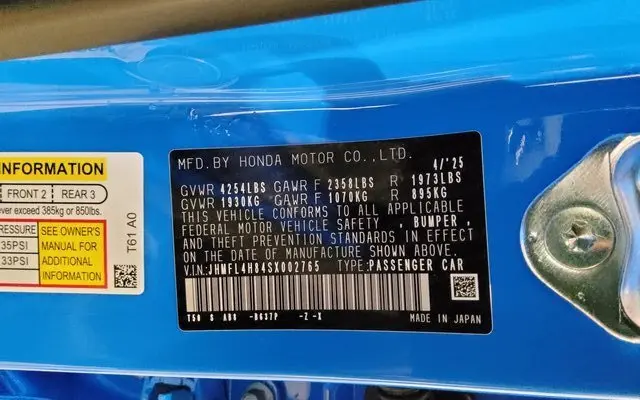 INFORMATION
FRONT 2 REAR 3
ever exceed 385kg or 850lbs.
PRESSURE SEE OWNER'S
35PSI MANUAL FOR
33PSI ADDITIONAL
INFORMATION
T61 A0
MFD.BY HONDA MOTOR CO.,LTD. 4/'25
GVWR 4254LBS GAWR F 2358LBS R 1973LBS
GVWR 1930KG GAWR F 1070KG R 895KG
THIS VEHICLE CONFORMS TO ALL APPLICABLE
FEDERAL MOTOR VEHICLE SAFETY , BUMPER ,
AND THEFT PREVENTION STANDARDS IN EFFECT
ON THE DATE OF MANUFACTURE SHOWN ABOVE.
V.I.N:JHMFL4H84SX002765 TYPE:PASSENGER CAR
-Z -X
MADE IN JAPAN